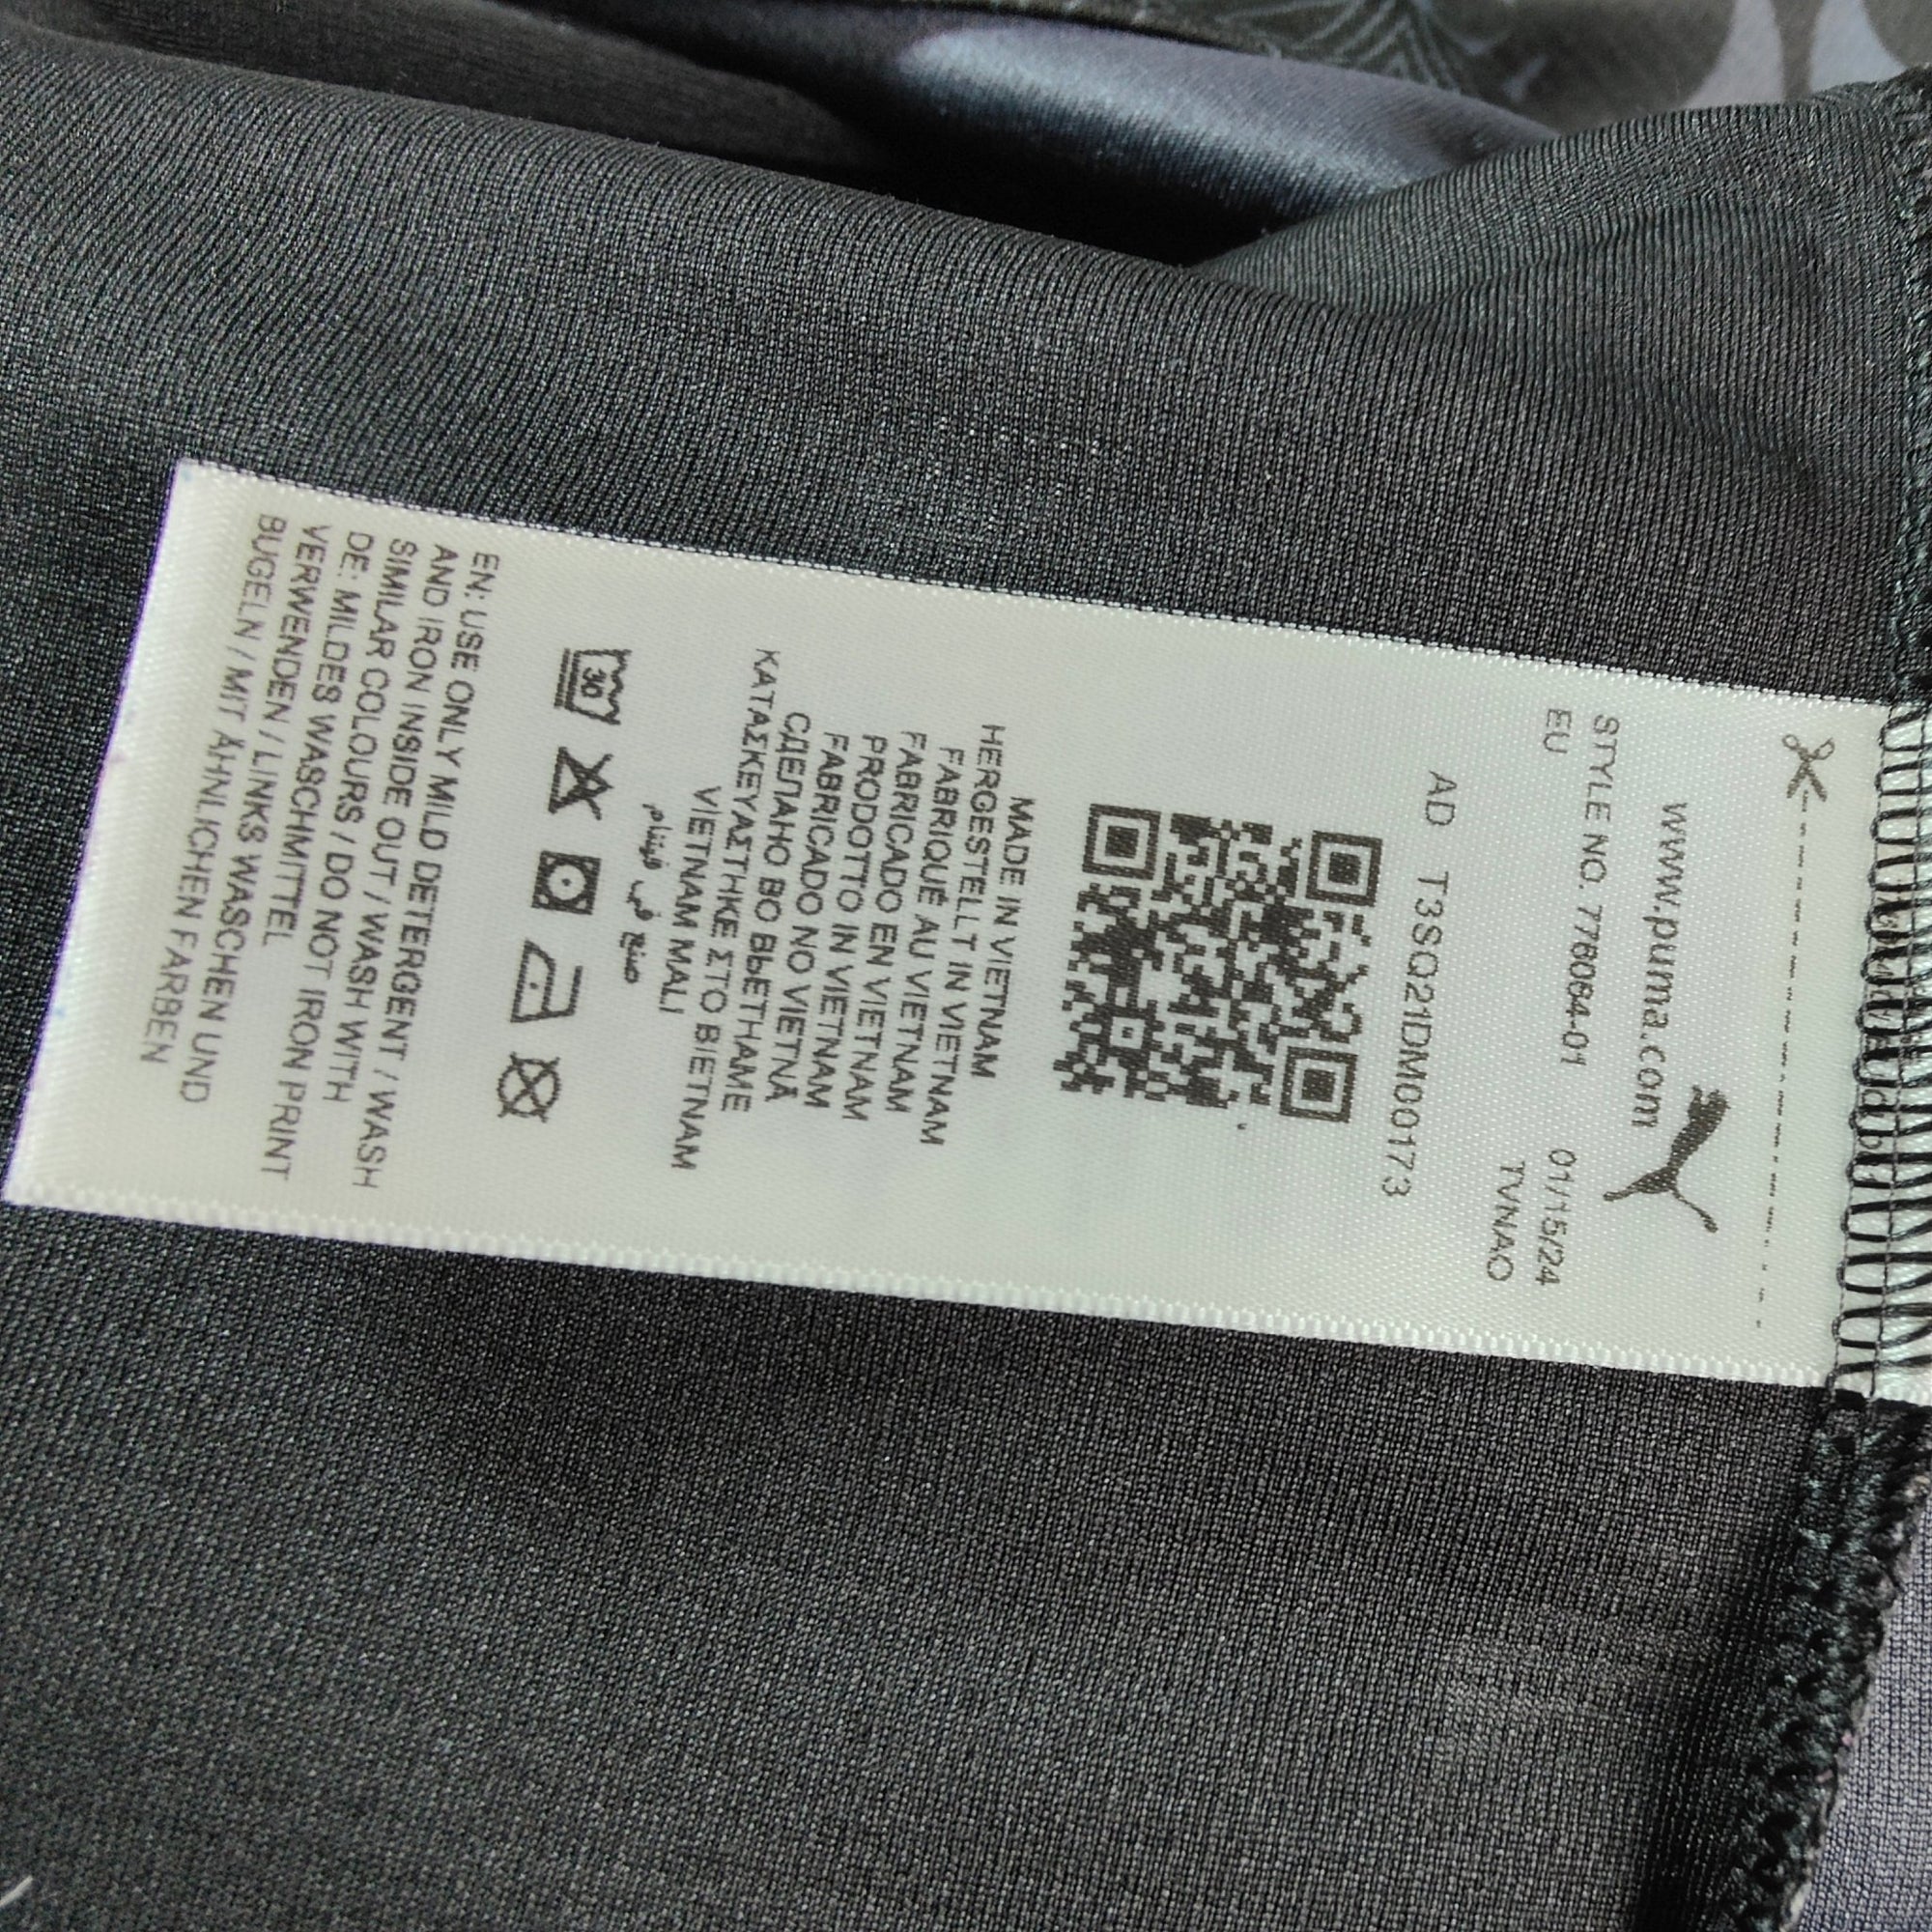 www.puma.com
STYLE NO. 778064-01 01/15/24
EU TVNAO
AD T3SQ21DM00173
MADE IN VIETNAM
HERGESTELLT IN VIETNAM
FABRIQUÉ AU VIETNAM
FABRICADO EN VIETNAM
PRODOTTO IN VIETNAM
FABRICADO NO VIETNÃ
СДЕЛАНО ВО ВЬЕТНАМЕ
ΚΑΤΑΣΚΕΥΑΣΤΗΚΕ ΣΤΟ ΒΙΕΤΝΑΜ
VIETNAM MALI
صنع في فيتنام
30
EN: USE ONLY MILD DETERGENT / WASH
AND IRON INSIDE OUT / WASH WITH
SIMILAR COLOURS / DO NOT IRON PRINT
DE: MILDES WASCHMITTEL
VERWENDEN / LINKS WASCHEN UND
BÜGELN / MIT ÄHNLICHEN FARBEN